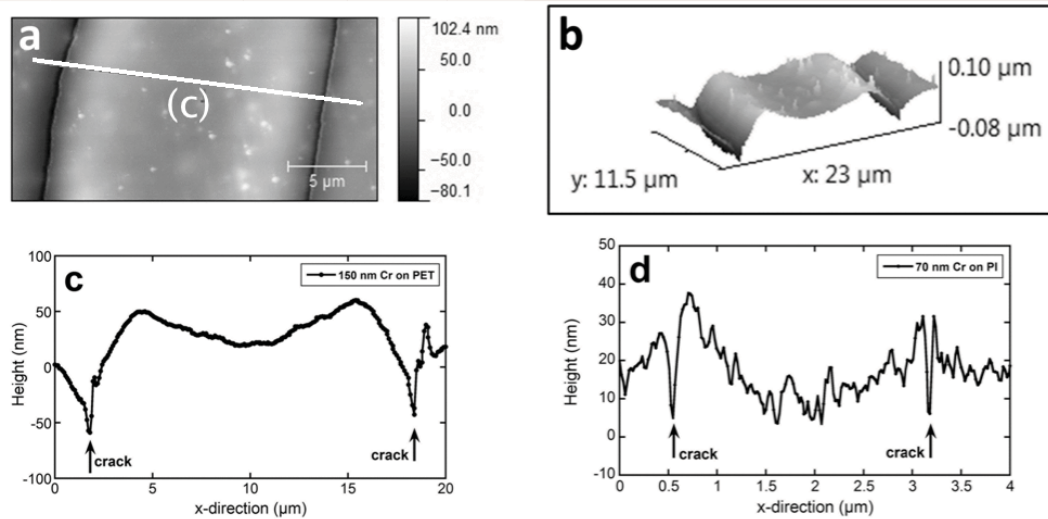 a
(c)
5 μm
102.4 nm
50.0
0.0
−50.0
−80.1
b
0.10 μm
-0.08 μm
y: 11.5 μm
x: 23 μm
c
150 nm Cr on PET
Height (nm)
100
50
0
-50
-100
crack
crack
0
5
10
15
20
x-direction (μm)
d
70 nm Cr on PI
Height (nm)
50
40
30
20
10
0
-10
crack
crack
0
0.5
1
1.5
2
2.5
3
3.5
4
x-direction (μm)